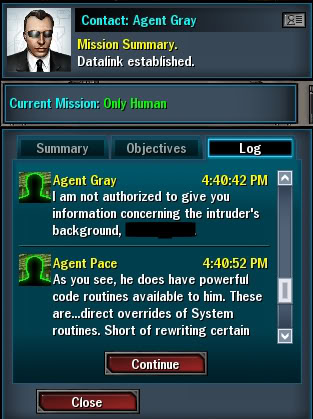 Contact: Agent Gray
Mission Summary.
Datalink established.
Current Mission: Only Human
Summary Objectives Log
Agent Gray 4:40:42 PM
I am not authorized to give you
information concerning the intruder's
background,
Agent Pace 4:40:52 PM
As you see, he does have powerful
code routines available to him. These
are...direct overrides of System
routines. Short of rewriting certain
Continue
Close